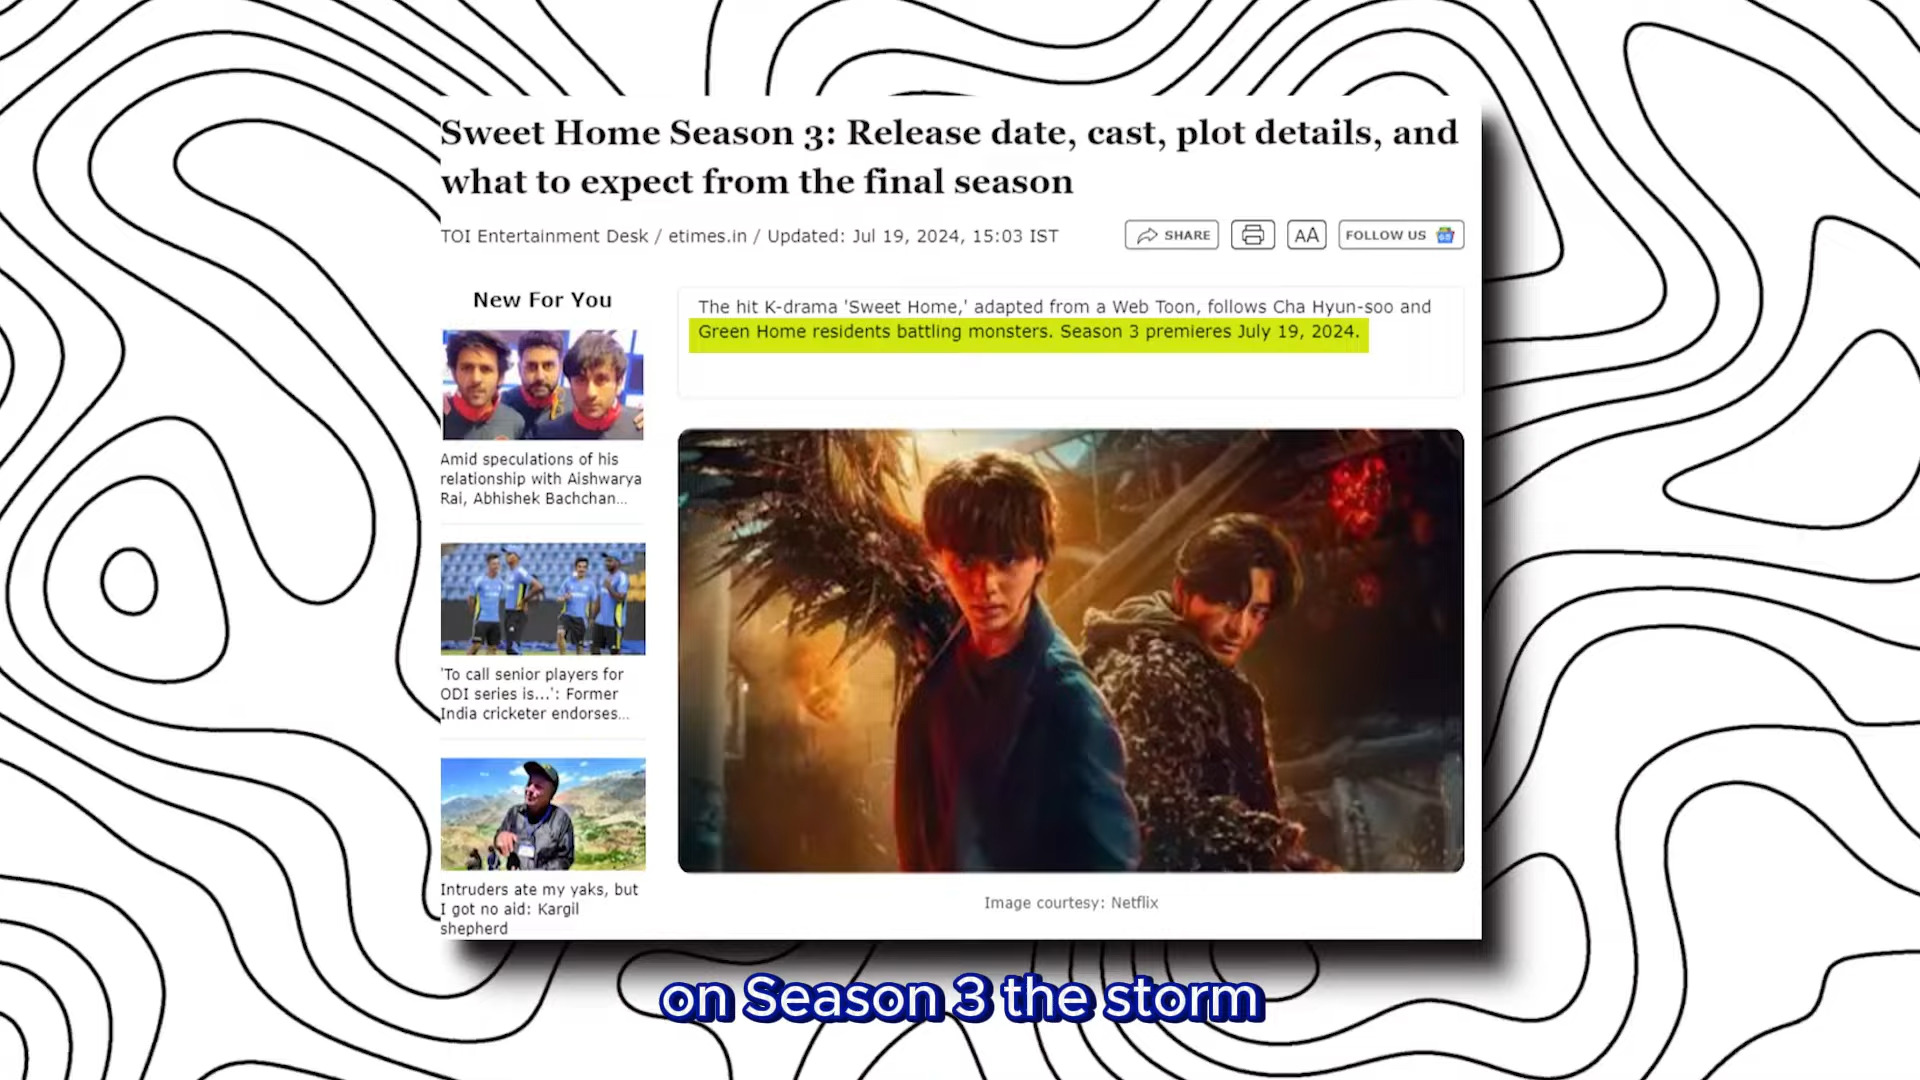 Sweet Home Season 3: Release date, cast, plot details, and
what to expect from the final season
TOI Entertainment Desk / etimes.in / Updated: Jul 19, 2024, 15:03 IST
SHARE
AA
FOLLOW US
New For You
Amid speculations of his
relationship with Aishwarya
Rai, Abhishek Bachchan...
'To call senior players for
ODI series is...': Former
India cricketer endorses...
Intruders ate my yaks, but
I got no aid: Kargil
shepherd
The hit K-drama 'Sweet Home,' adapted from a Web Toon, follows Cha Hyun-soo and
Green Home residents battling monsters. Season 3 premieres July 19, 2024.
Image courtesy: Netflix
on Season 3 the storm